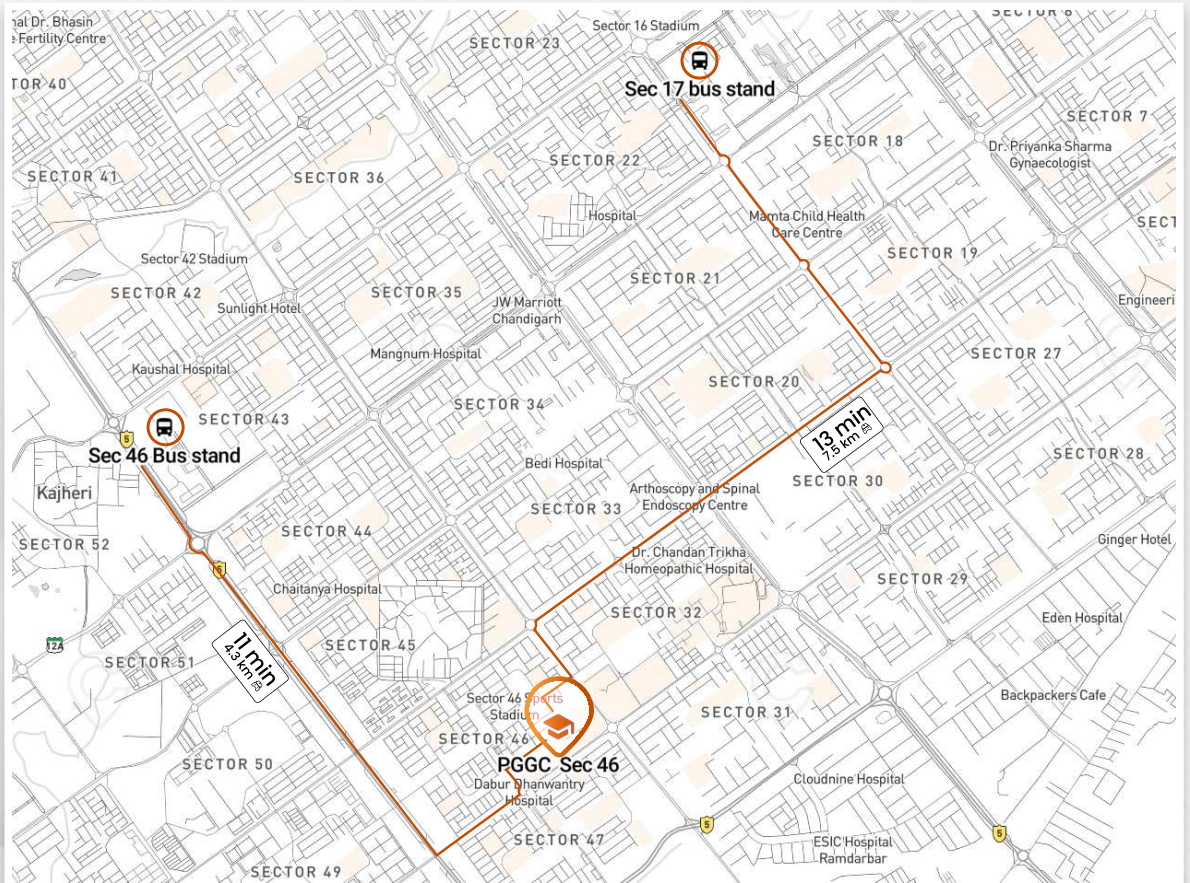 nal Dr. Bhasin
e Fertility Centre
SECTOR 23
Sector 16 Stadium
SECTOR 8
TOR 40
Sec 17 bus stand
SECTOR 7
SECTOR 18
Dr. Priyanka Sharma
Gynaecologist
SECTOR 41
SECTOR 36
SECTOR 22
Hospital
Mamta Child Health
Care Centre
SECT
Sector 42 Stadium
SECTOR 19
SECTOR 42
Sunlight Hotel
SECTOR 35
SECTOR 21
JW Marriott
Chandigarh
Engineeri
Mangnum Hospital
Kaushal Hospital
SECTOR 27
SECTOR 20
SECTOR 43
SECTOR 34
13 min
7.5 km
5
Sec 46 Bus stand
SECTOR 28
Bedi Hospital
Kajheri
Arthoscopy and Spinal
Endoscopy Centre
SECTOR 30
SECTOR 33
SECTOR 44
SECTOR 52
Ginger Hotel
Dr. Chandan Trikha
Homeopathic Hospital
5
SECTOR 29
Chaitanya Hospital
SECTOR 32
Eden Hospital
12A
SECTOR 45
11 min
4.3 km
SECTOR 51
Sector 46 Sports
Stadium
Backpackers Cafe
SECTOR 31
SECTOR 46
SECTOR 50
PGGC Sec 46
Dabur Dhanwantry
Hospital
Cloudnine Hospital
5
5
SECTOR 47
ESIC Hospital
Ramdarbar
SECTOR 49